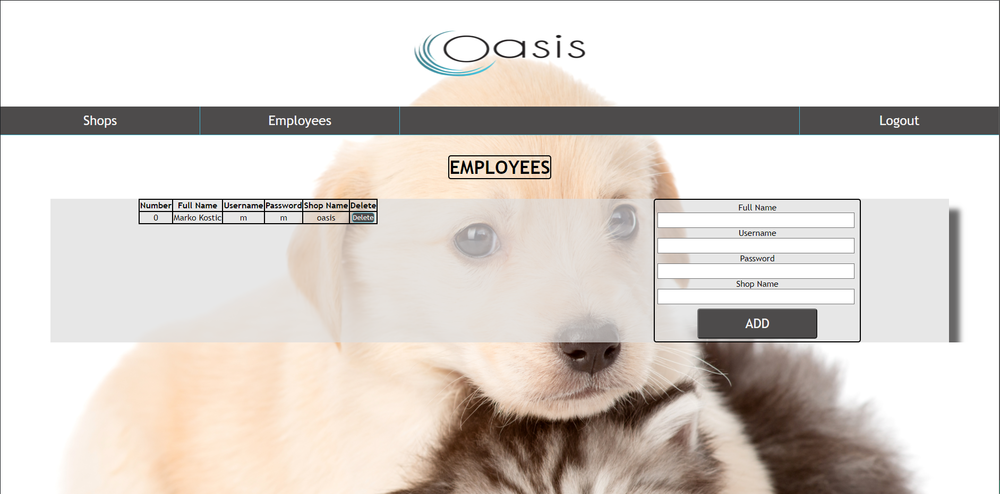 Oasis
Shops Employees Logout
EMPLOYEES
Number Full Name Username Password Shop Name Delete
0 Marko Kostic m m oasis Delete
Full Name
Username
Password
Shop Name
ADD